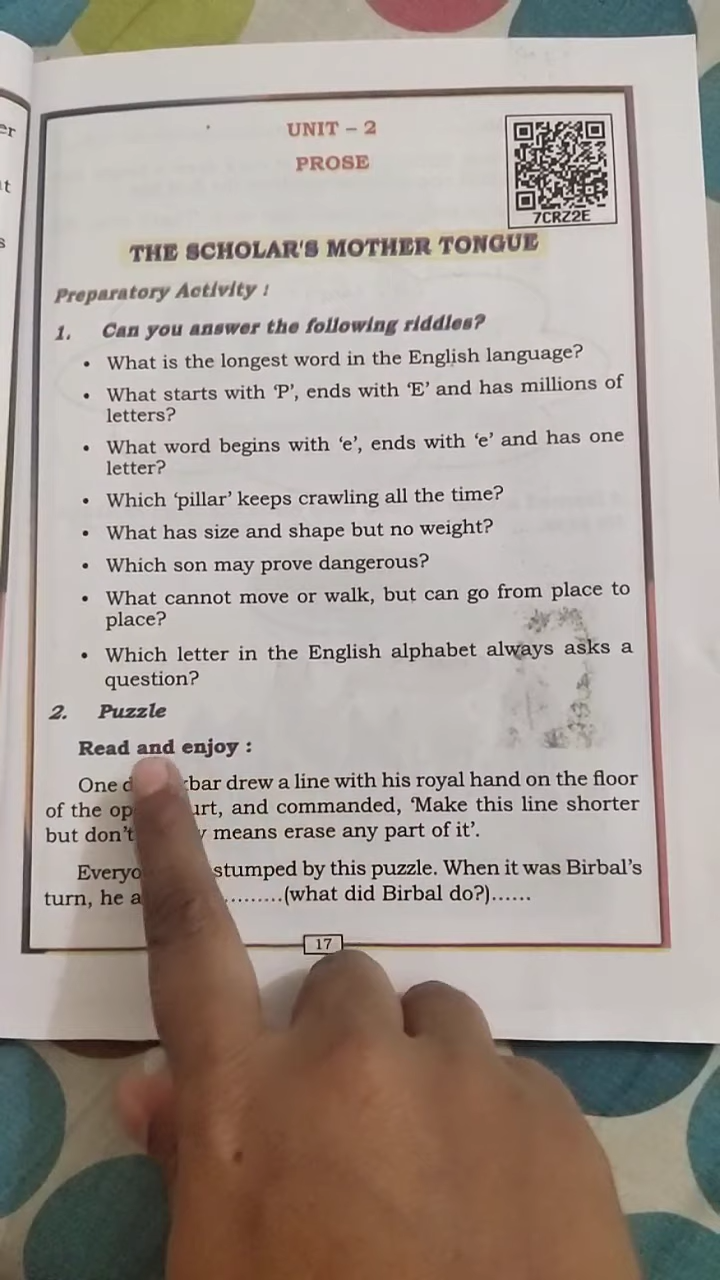 er
t
s
UNIT – 2
PROSE
7CRZ2E
THE SCHOLAR'S MOTHER TONGUE
Preparatory Activity :
1. Can you answer the following riddles?
• What is the longest word in the English language?
• What starts with 'P', ends with 'E' and has millions of
letters?
• What word begins with 'e', ends with 'e' and has one
letter?
• Which 'pillar' keeps crawling all the time?
• What has size and shape but no weight?
• Which son may prove dangerous?
• What cannot move or walk, but can go from place to
place?
• Which letter in the English alphabet always asks a
question?
2. Puzzle
Read and enjoy :
One drew a line with his royal hand on the floor
of the and commanded, 'Make this line shorter
but don't means erase any part of it'.
stumped by this puzzle. When it was Birbal's
turn, he .........(what did Birbal do?)......
17